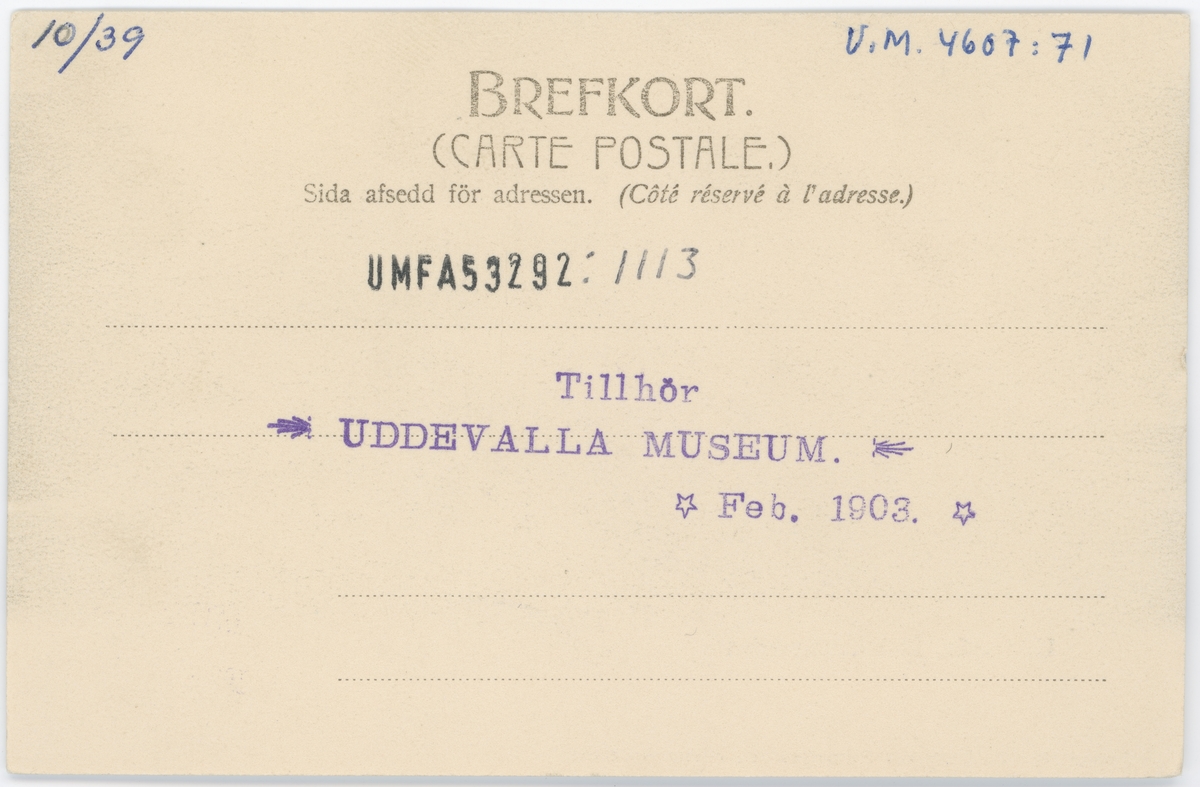 10/39
U.M. 4607:71
BREFKORT.
(CARTE POSTALE.)
Sida afsedd för adressen. (Côté réservé à l'adresse.)
UMFA53292:1113
Tillhör
UDDEVALLA MUSEUM.
☆ Feb. 1903. ☆